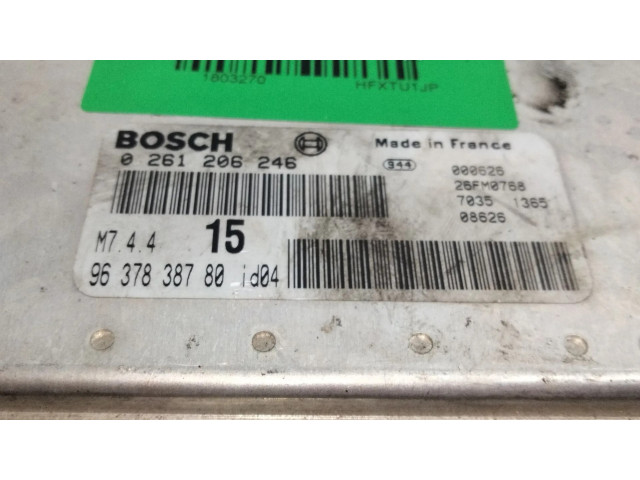 1803270 HFXTU1JP
BOSCH Made in France
0 261 206 246 944 000626
26FM0768
7035 1365
08626
M7.4.4 15
96 378 387 80 id04